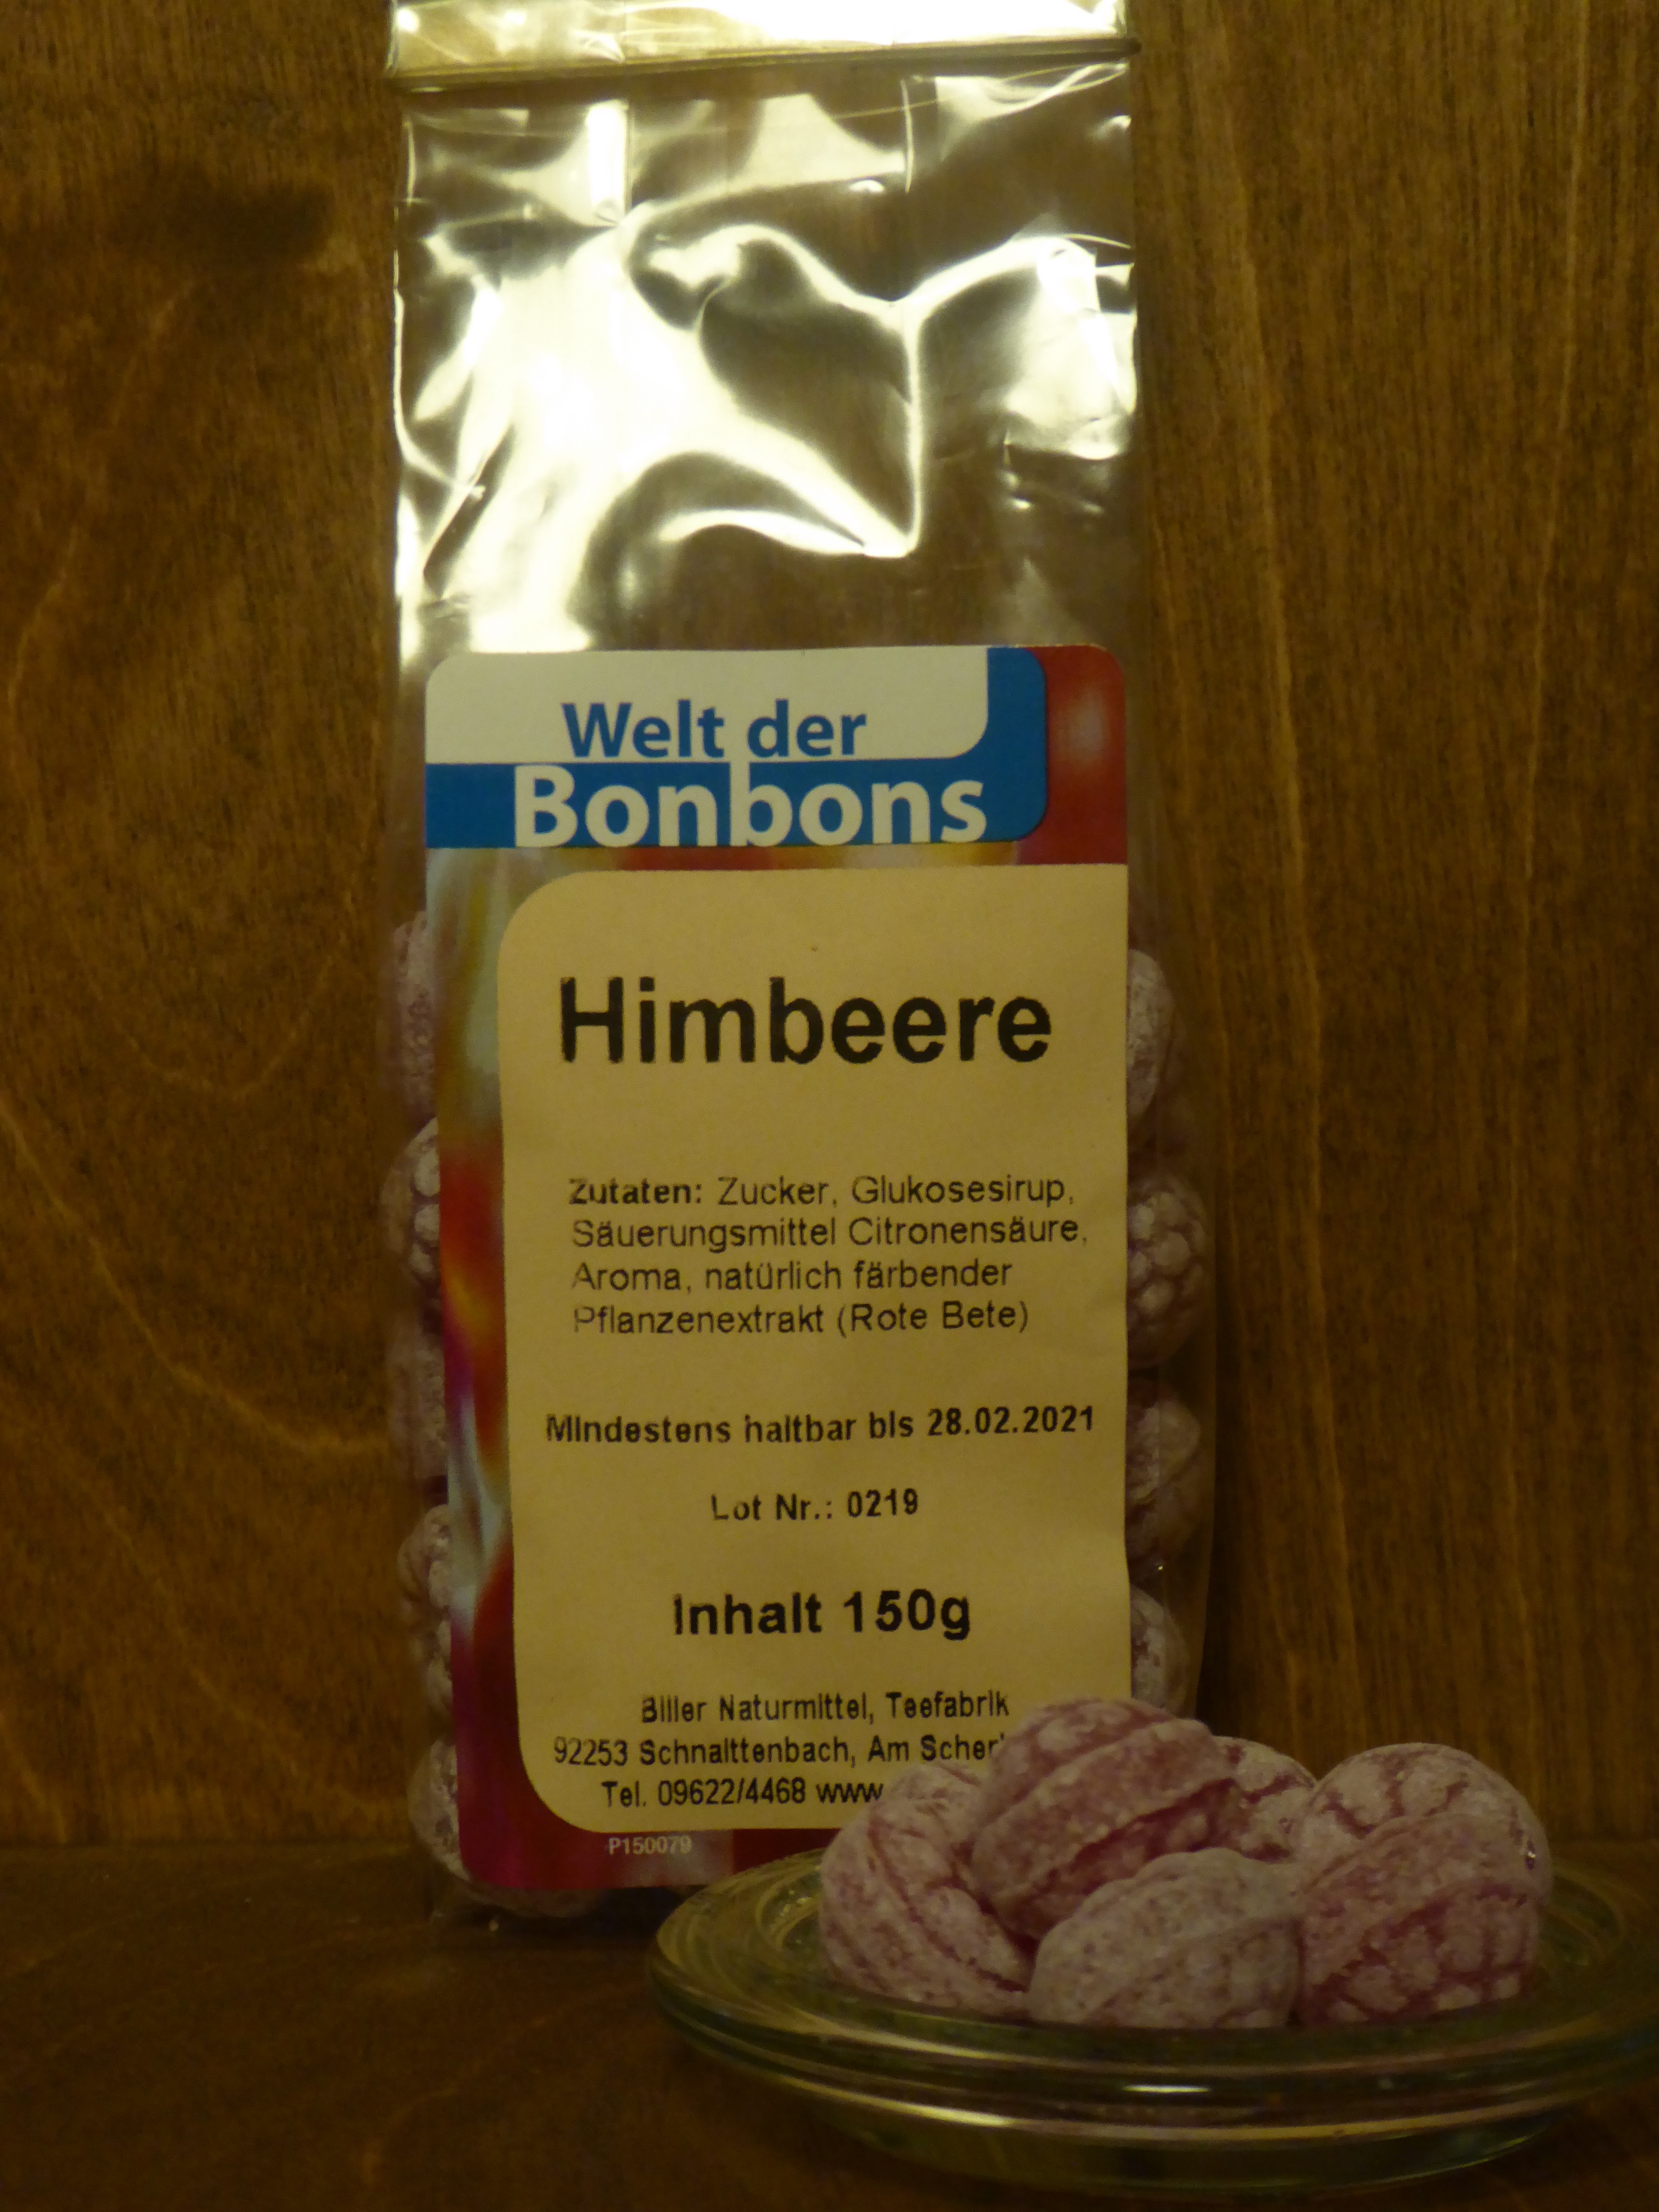 Welt der
Bonbons
Himbeere
Zutaten: Zucker, Glukosesirup,
Säuerungsmittel Citronensäure,
Aroma, natürlich färbender
Pflanzenextrakt (Rote Bete)
Mindestens haltbar bis 28.02.2021
Lot Nr.: 0219
Inhalt 150g
Biller Naturmittel, Teefabrik
92253 Schnaittenbach, Am
Tel. 09622/4468 www
P150079